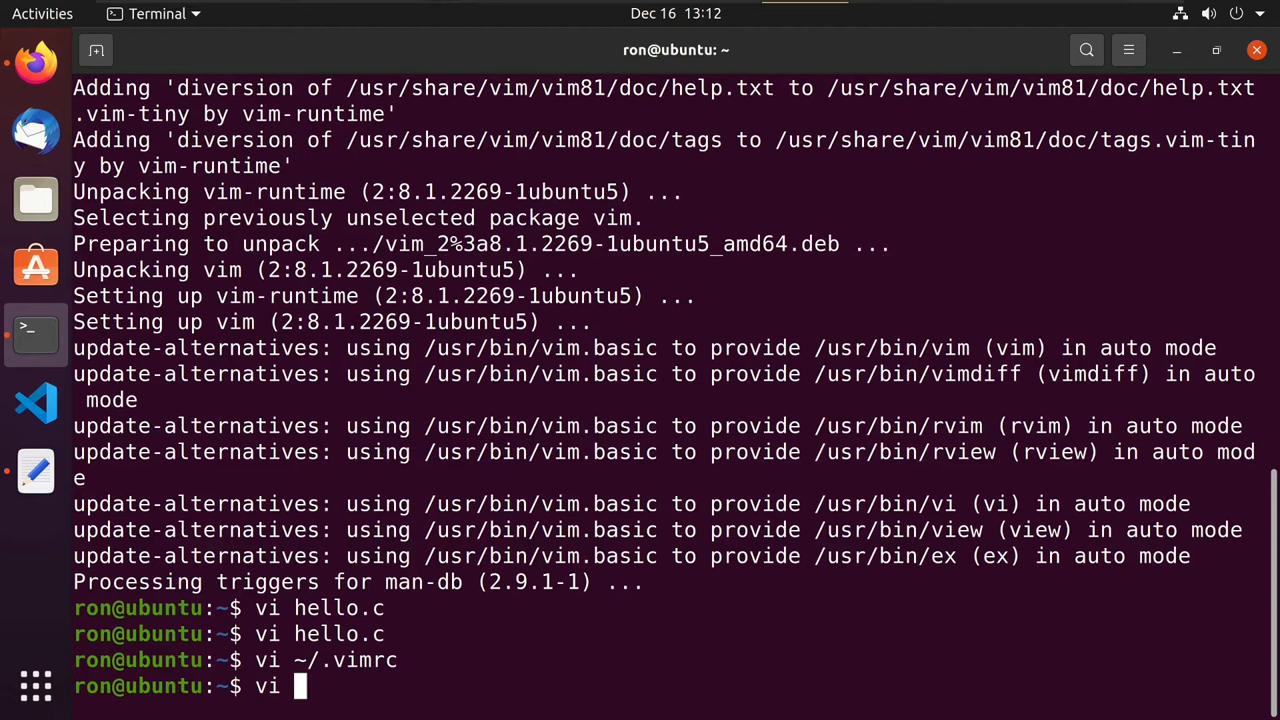 Activities
Terminal
Dec 16 13:12
ron@ubuntu: ~
Adding 'diversion of /usr/share/vim/vim81/doc/help.txt to /usr/share/vim/vim81/doc/help.txt
.vim-tiny by vim-runtime'
Adding 'diversion of /usr/share/vim/vim81/doc/tags to /usr/share/vim/vim81/doc/tags.vim-tin
y by vim-runtime'
Unpacking vim-runtime (2:8.1.2269-1ubuntu5) ...
Selecting previously unselected package vim.
Preparing to unpack .../vim_2%3a8.1.2269-1ubuntu5_amd64.deb ...
Unpacking vim (2:8.1.2269-1ubuntu5) ...
Setting up vim-runtime (2:8.1.2269-1ubuntu5) ...
Setting up vim (2:8.1.2269-1ubuntu5) ...
update-alternatives: using /usr/bin/vim.basic to provide /usr/bin/vim (vim) in auto mode
update-alternatives: using /usr/bin/vim.basic to provide /usr/bin/vimdiff (vimdiff) in auto
 mode
update-alternatives: using /usr/bin/vim.basic to provide /usr/bin/rvim (rvim) in auto mode
update-alternatives: using /usr/bin/vim.basic to provide /usr/bin/rview (rview) in auto mod
e
update-alternatives: using /usr/bin/vim.basic to provide /usr/bin/vi (vi) in auto mode
update-alternatives: using /usr/bin/vim.basic to provide /usr/bin/view (view) in auto mode
update-alternatives: using /usr/bin/vim.basic to provide /usr/bin/ex (ex) in auto mode
Processing triggers for man-db (2.9.1-1) ...
ron@ubuntu:~$ vi hello.c
ron@ubuntu:~$ vi hello.c
ron@ubuntu:~$ vi ~/.vimrc
ron@ubuntu:~$ vi